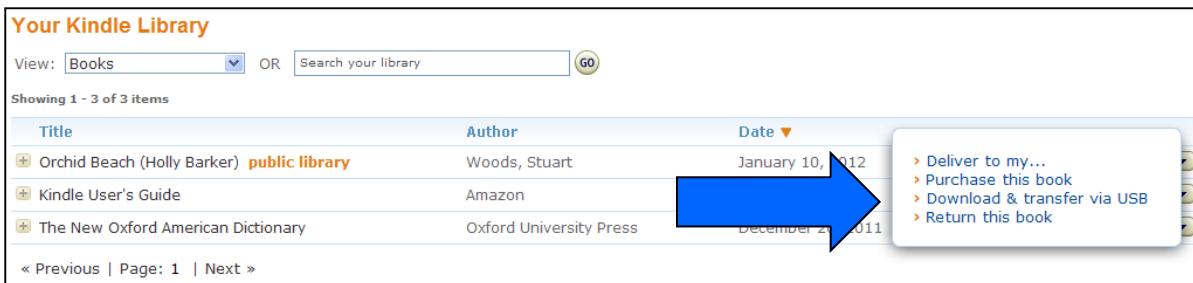 Your Kindle Library
View: Books OR Search your library GO
Showing 1 - 3 of 3 items
Title Author Date ▼
Orchid Beach (Holly Barker) public library Woods, Stuart January 10, 2012
Kindle User's Guide Amazon
The New Oxford American Dictionary Oxford University Press December 2011
› Deliver to my...
› Purchase this book
› Download & transfer via USB
› Return this book
« Previous | Page: 1 | Next »